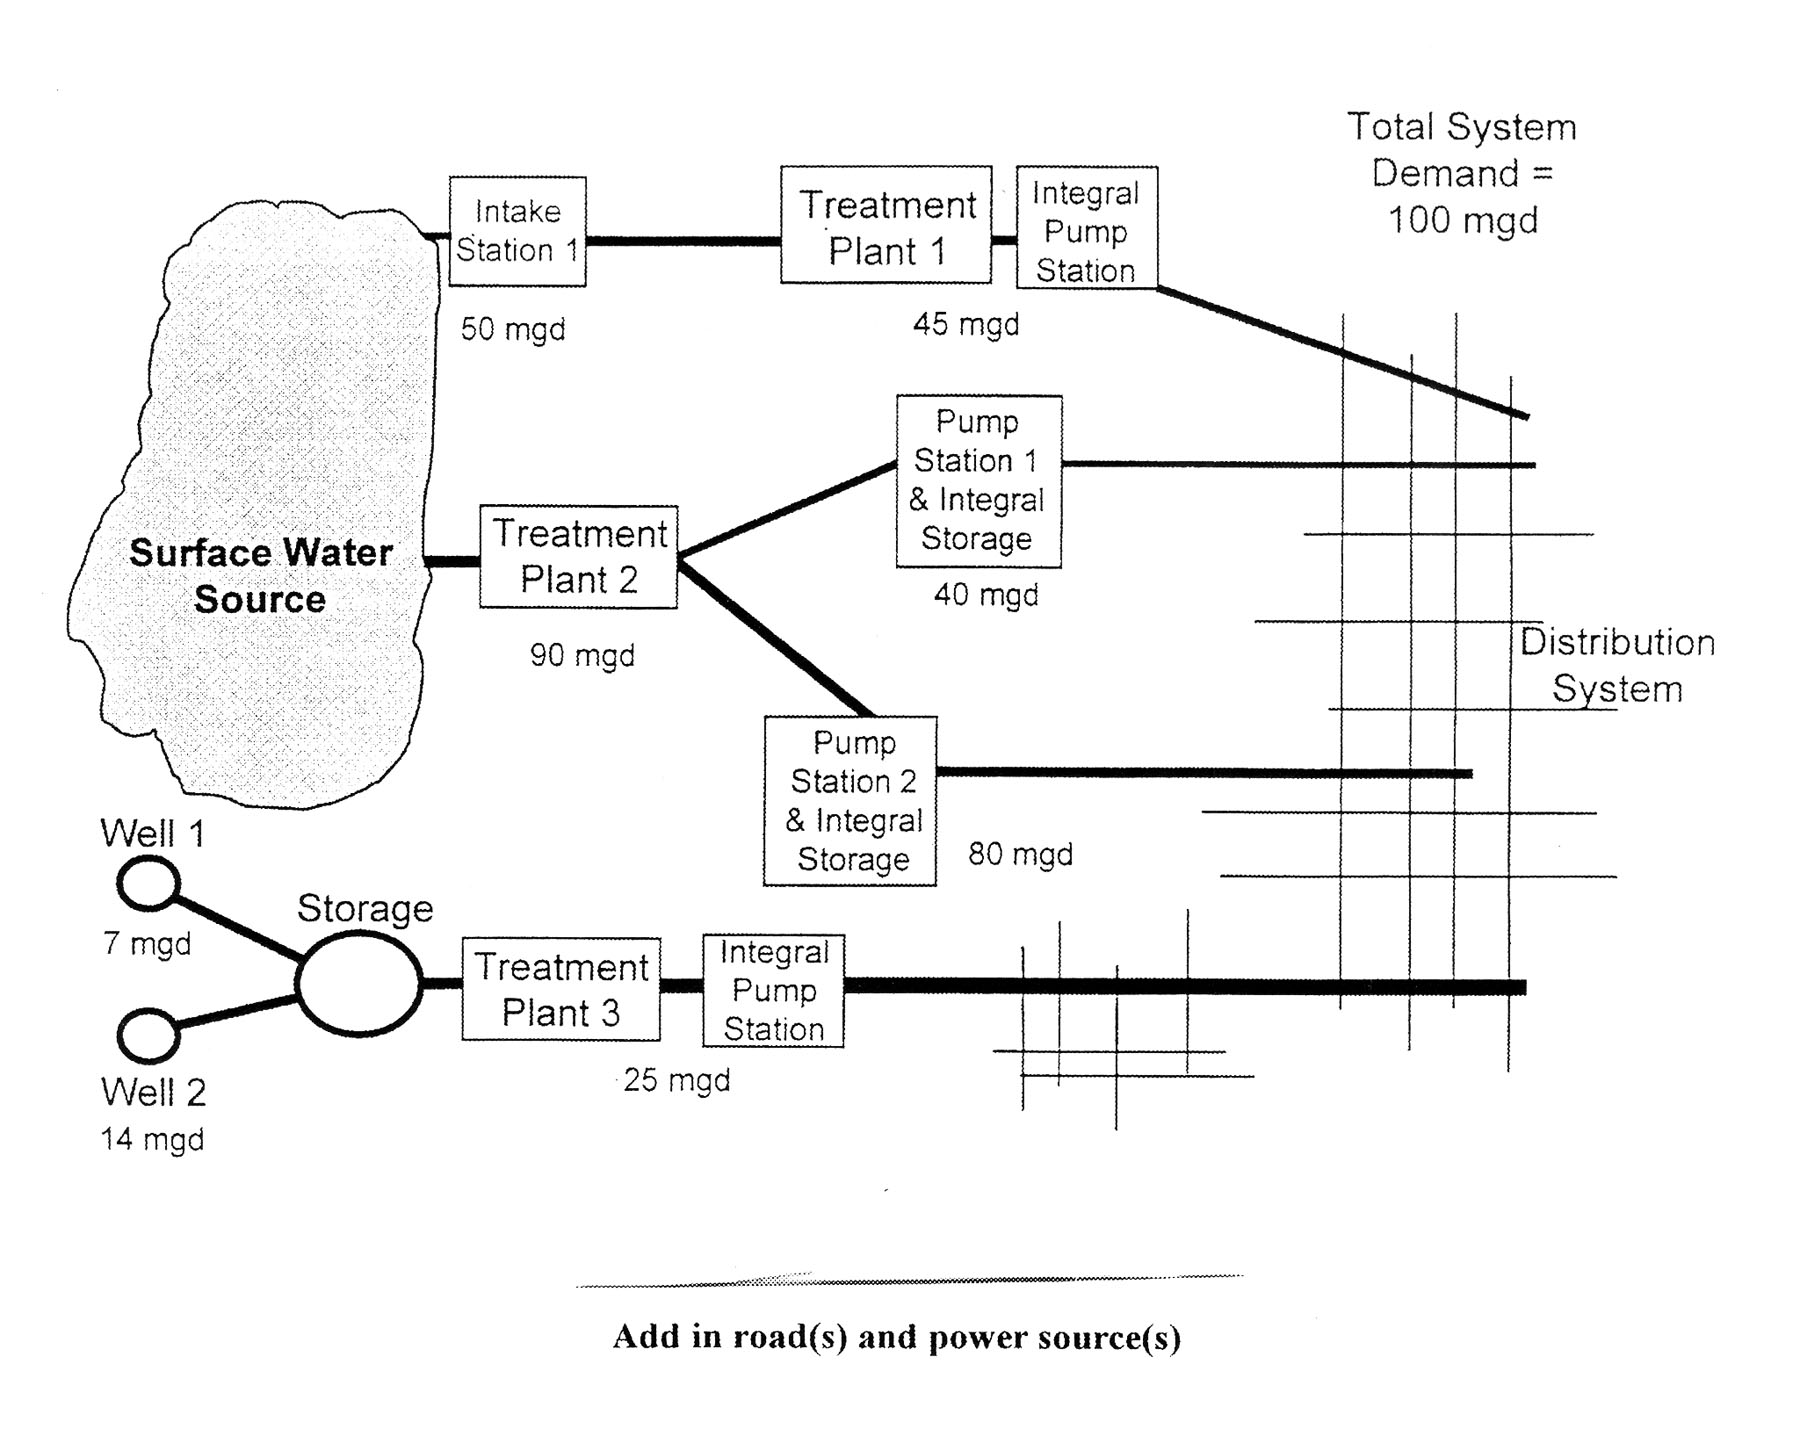 Total System
Demand =
100 mgd
Intake
Station 1
50 mgd
Treatment
Plant 1
Integral
Pump
Station
45 mgd
Pump
Station 1
& Integral
Storage
40 mgd
Surface Water
Source
Treatment
Plant 2
90 mgd
Distribution
System
Pump
Station 2
& Integral
Storage
80 mgd
Well 1
7 mgd
Storage
Treatment
Plant 3
Integral
Pump
Station
25 mgd
Well 2
14 mgd
Add in road(s) and power source(s)